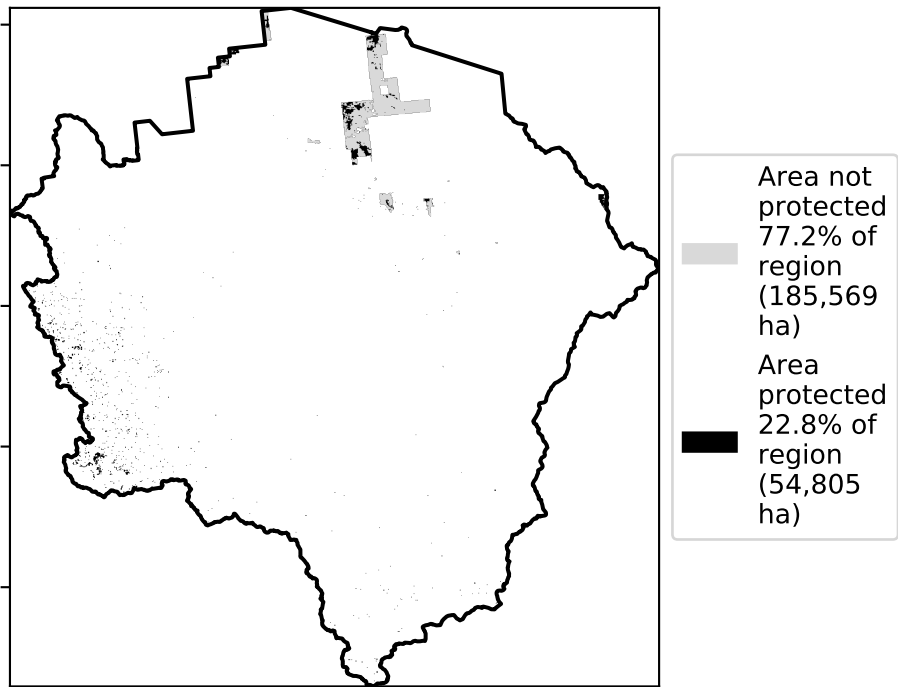 Area not
protected
77.2% of
region
(185,569
ha)
Area
protected
22.8% of
region
(54,805
ha)